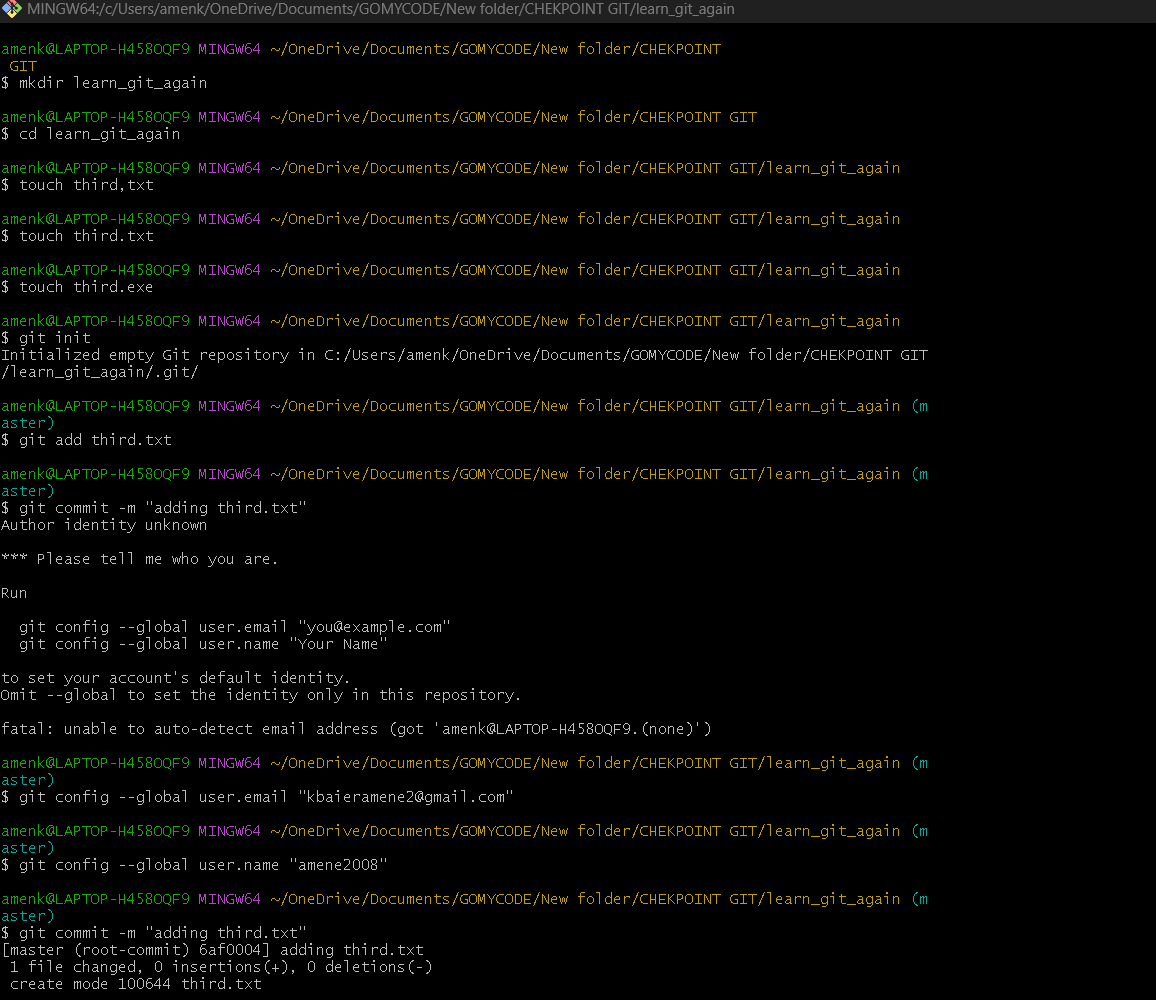 MINGW64:/c/Users/amenk/OneDrive/Documents/GOMYCODE/New folder/CHEKPOINT GIT/learn_git_again
amenk@LAPTOP-H458OQF9 MINGW64 ~/OneDrive/Documents/GOMYCODE/New folder/CHEKPOINT
 GIT
$ mkdir learn_git_again
amenk@LAPTOP-H458OQF9 MINGW64 ~/OneDrive/Documents/GOMYCODE/New folder/CHEKPOINT GIT
$ cd learn_git_again
amenk@LAPTOP-H458OQF9 MINGW64 ~/OneDrive/Documents/GOMYCODE/New folder/CHEKPOINT GIT/learn_git_again
$ touch third,txt
amenk@LAPTOP-H458OQF9 MINGW64 ~/OneDrive/Documents/GOMYCODE/New folder/CHEKPOINT GIT/learn_git_again
$ touch third.txt
amenk@LAPTOP-H458OQF9 MINGW64 ~/OneDrive/Documents/GOMYCODE/New folder/CHEKPOINT GIT/learn_git_again
$ touch third.exe
amenk@LAPTOP-H458OQF9 MINGW64 ~/OneDrive/Documents/GOMYCODE/New folder/CHEKPOINT GIT/learn_git_again
$ git init
Initialized empty Git repository in C:/Users/amenk/OneDrive/Documents/GOMYCODE/New folder/CHEKPOINT GIT
/learn_git_again/.git/
amenk@LAPTOP-H458OQF9 MINGW64 ~/OneDrive/Documents/GOMYCODE/New folder/CHEKPOINT GIT/learn_git_again (m
aster)
$ git add third.txt
amenk@LAPTOP-H458OQF9 MINGW64 ~/OneDrive/Documents/GOMYCODE/New folder/CHEKPOINT GIT/learn_git_again (m
aster)
$ git commit -m "adding third.txt"
Author identity unknown
*** Please tell me who you are.
Run
  git config --global user.email "you@example.com"
  git config --global user.name "Your Name"
to set your account's default identity.
Omit --global to set the identity only in this repository.
fatal: unable to auto-detect email address (got 'amenk@LAPTOP-H458OQF9.(none)')
amenk@LAPTOP-H458OQF9 MINGW64 ~/OneDrive/Documents/GOMYCODE/New folder/CHEKPOINT GIT/learn_git_again (m
aster)
$ git config --global user.email "kbaieramene2@gmail.com"
amenk@LAPTOP-H458OQF9 MINGW64 ~/OneDrive/Documents/GOMYCODE/New folder/CHEKPOINT GIT/learn_git_again (m
aster)
$ git config --global user.name "amene2008"
amenk@LAPTOP-H458OQF9 MINGW64 ~/OneDrive/Documents/GOMYCODE/New folder/CHEKPOINT GIT/learn_git_again (m
aster)
$ git commit -m "adding third.txt"
[master (root-commit) 6af0004] adding third.txt
 1 file changed, 0 insertions(+), 0 deletions(-)
 create mode 100644 third.txt